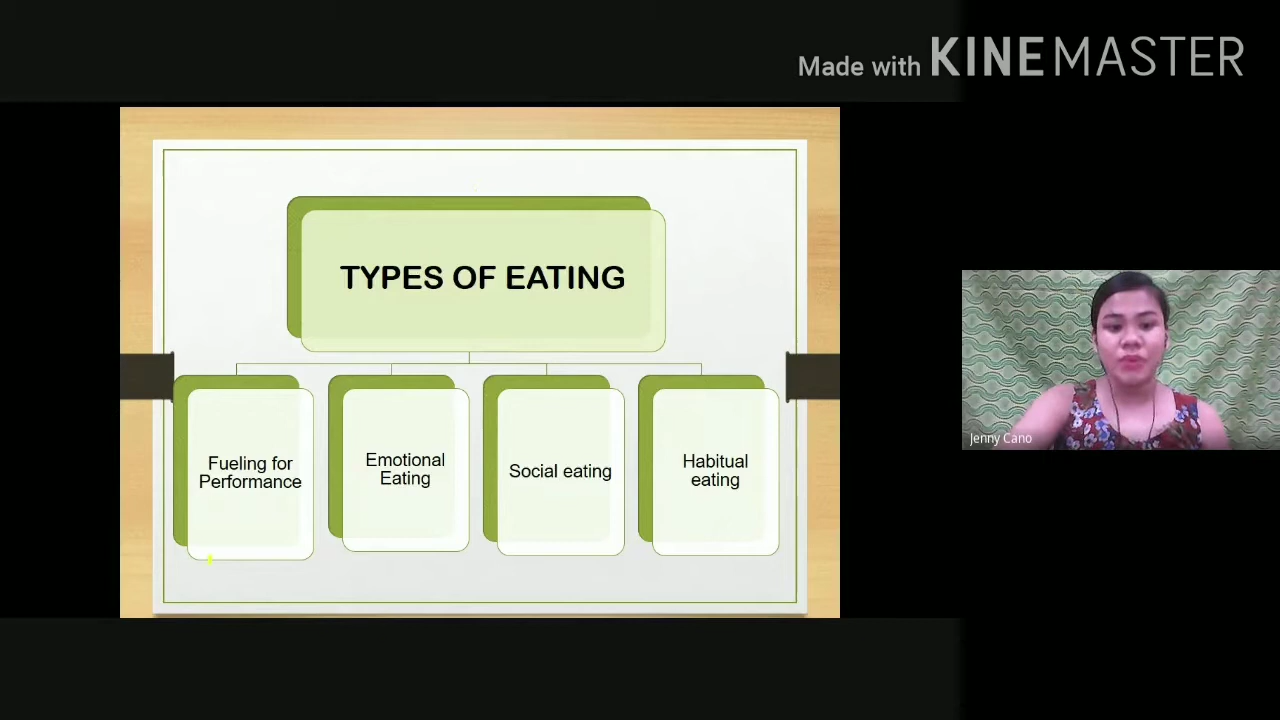 Made with KINEMASTER
TYPES OF EATING
Fueling for
Performance
Emotional
Eating
Social eating
Habitual
eating
Jenny Cano